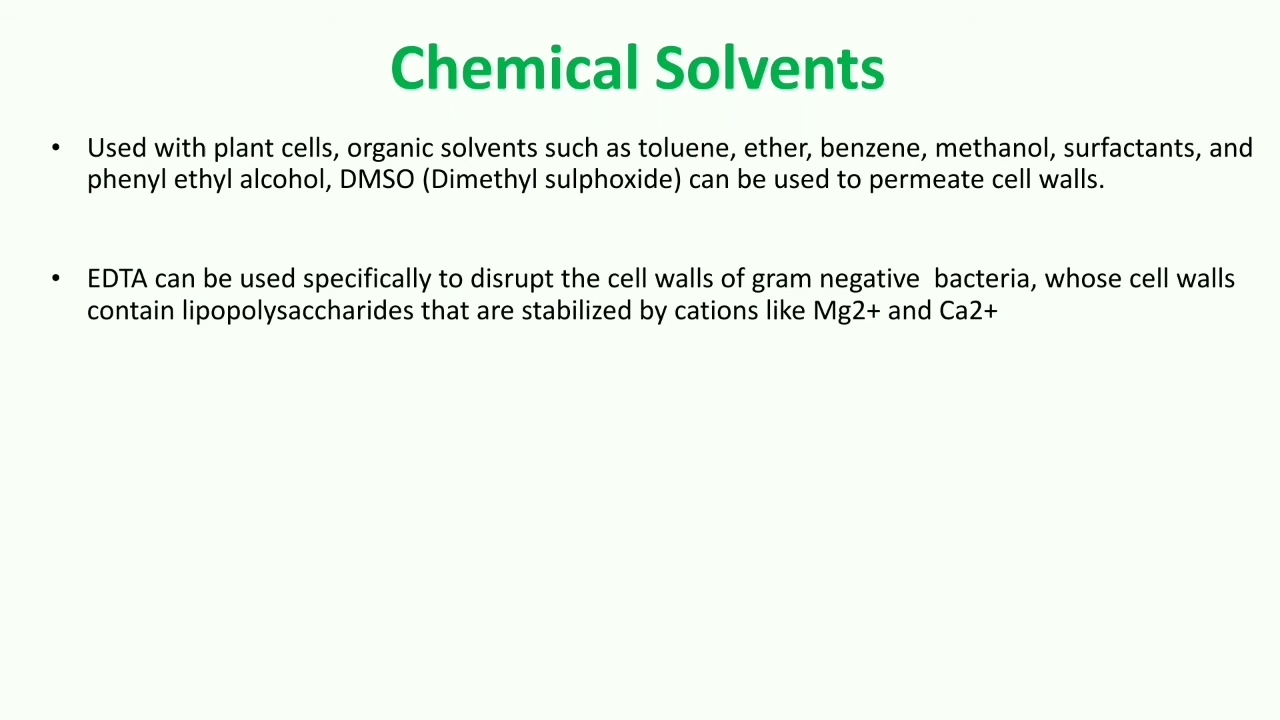 Chemical Solvents
• Used with plant cells, organic solvents such as toluene, ether, benzene, methanol, surfactants, and
phenyl ethyl alcohol, DMSO (Dimethyl sulphoxide) can be used to permeate cell walls.
• EDTA can be used specifically to disrupt the cell walls of gram negative  bacteria, whose cell walls
contain lipopolysaccharides that are stabilized by cations like Mg2+ and Ca2+